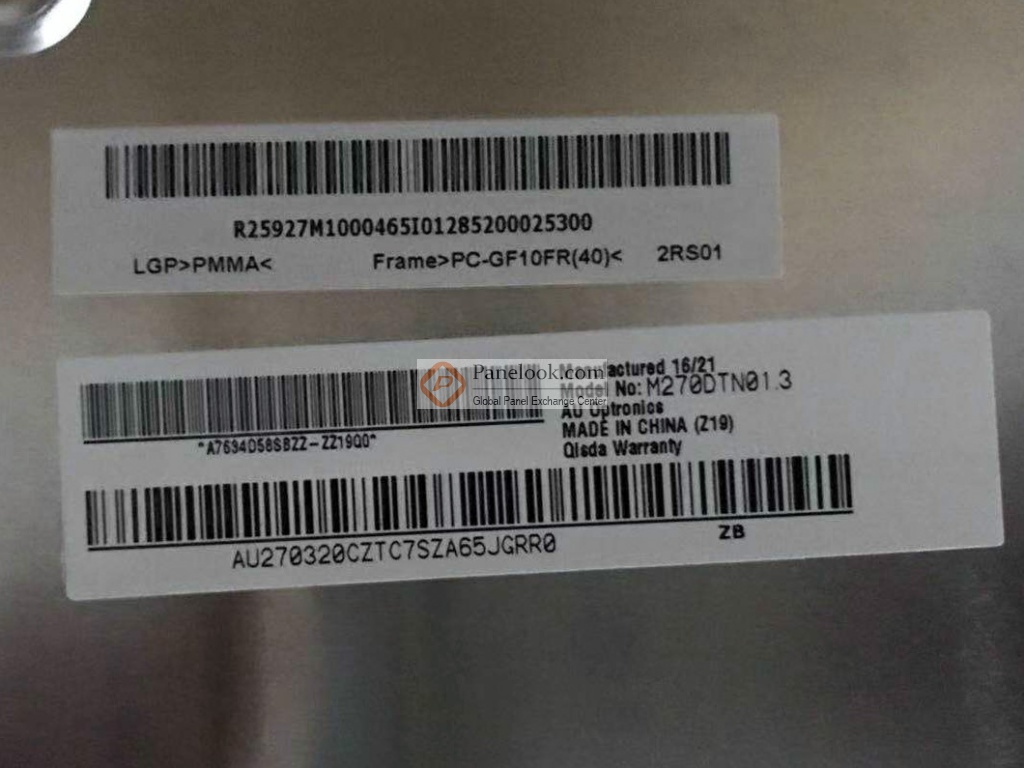 R25927M1000465I01285200025300
LGP>PMMA< Frame>PC-GF10FR(40)< 2RS01
Panelook.com
Global Panel Exchange Center
Manufactured 16/21
Model No: M270DTN01.3
AU Optronics
MADE IN CHINA (Z19)
Qisda Warranty
*A7634D58SBZZ-ZZ19Q0*
AU270320CZTC7SZA65JGRR0
ZB